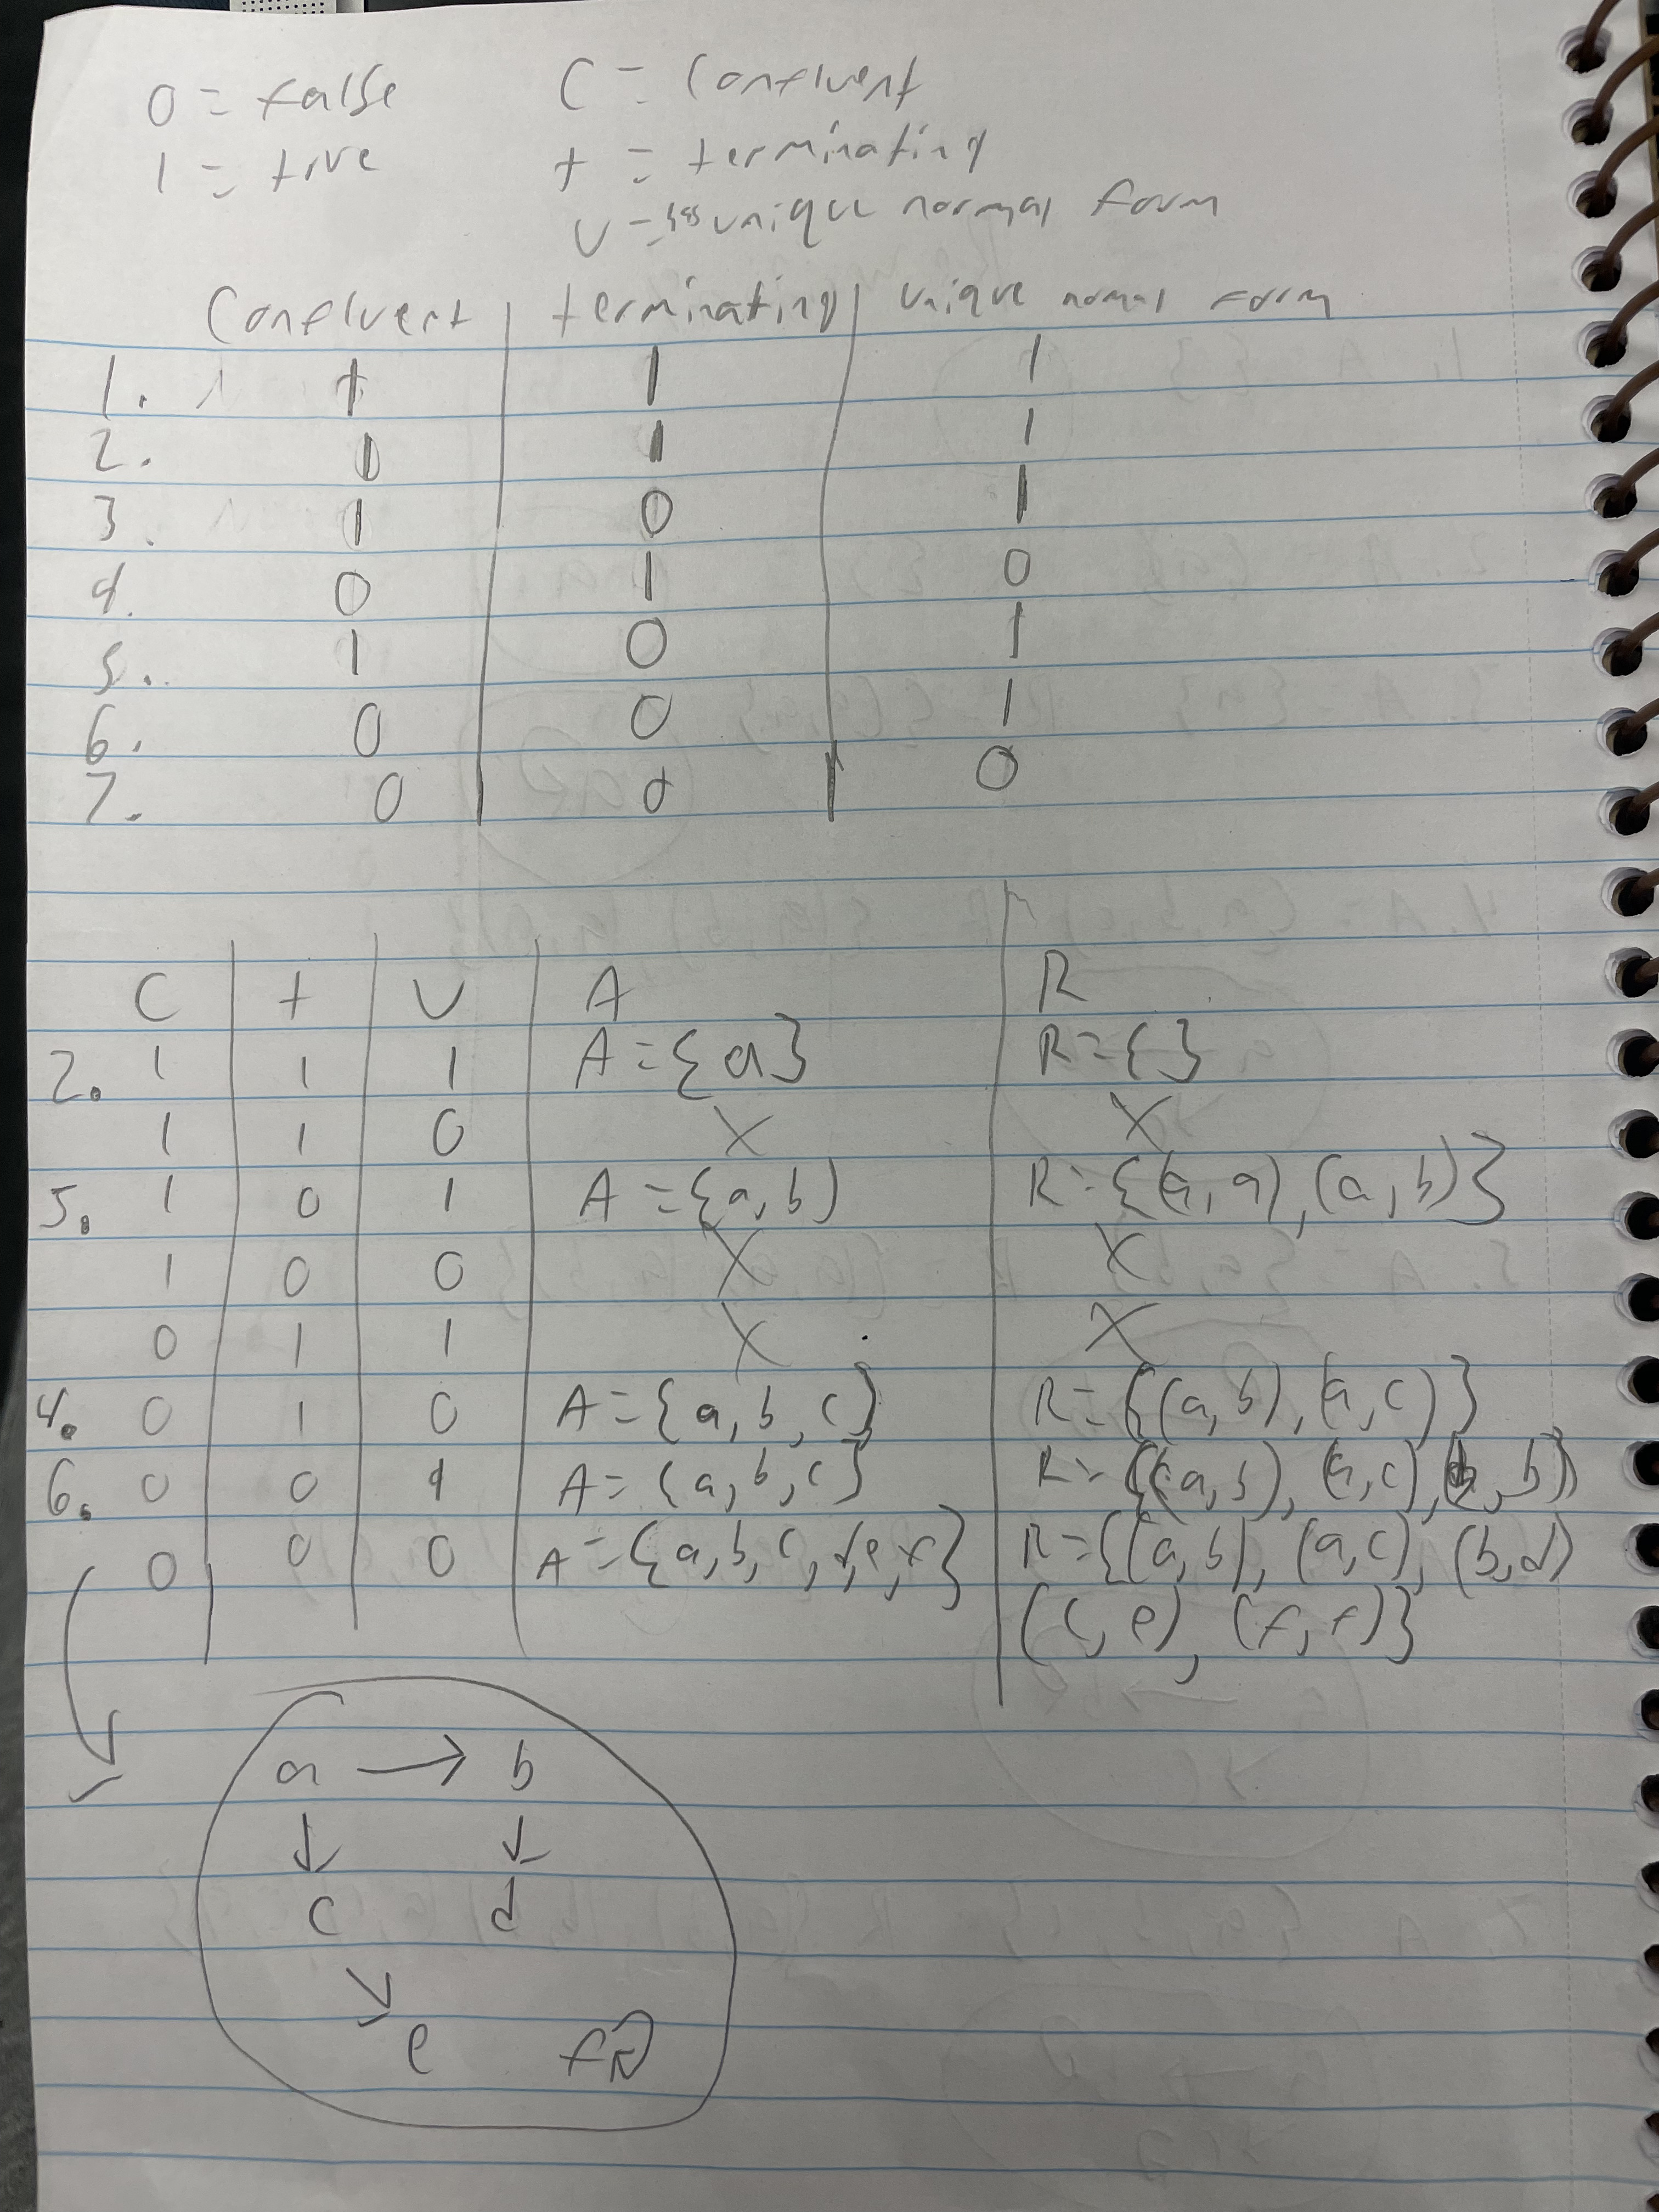 0 = false C = Confluent
1 = true t = terminating
U = has unique normal form
Confluent | terminating | unique normal form
1. 1 1 1
2. 1 1 1
3. 1 0 1
4. 0 1 0
5. 1 0 1
6. 0 0 1
7. 0 0 0
C t U A R
2. 1 1 1 A = {a} R = { }
1 1 0 X X
5. 1 0 1 A = {a, b} R = {(a, a), (a, b)}
1 0 0 X X
0 1 1 X X
4. 0 1 0 A = {a, b, c} R = {(a, b), (a, c)}
6. 0 0 1 A = {a, b, c} R = {(a, b), (a, c), (b, b)}
0 0 0 A = {a, b, c, d, e, f} R = {(a, b), (a, c), (b, d)
(c, e), (f, f)}
a → b
↓ ↓
c d
↘
e f